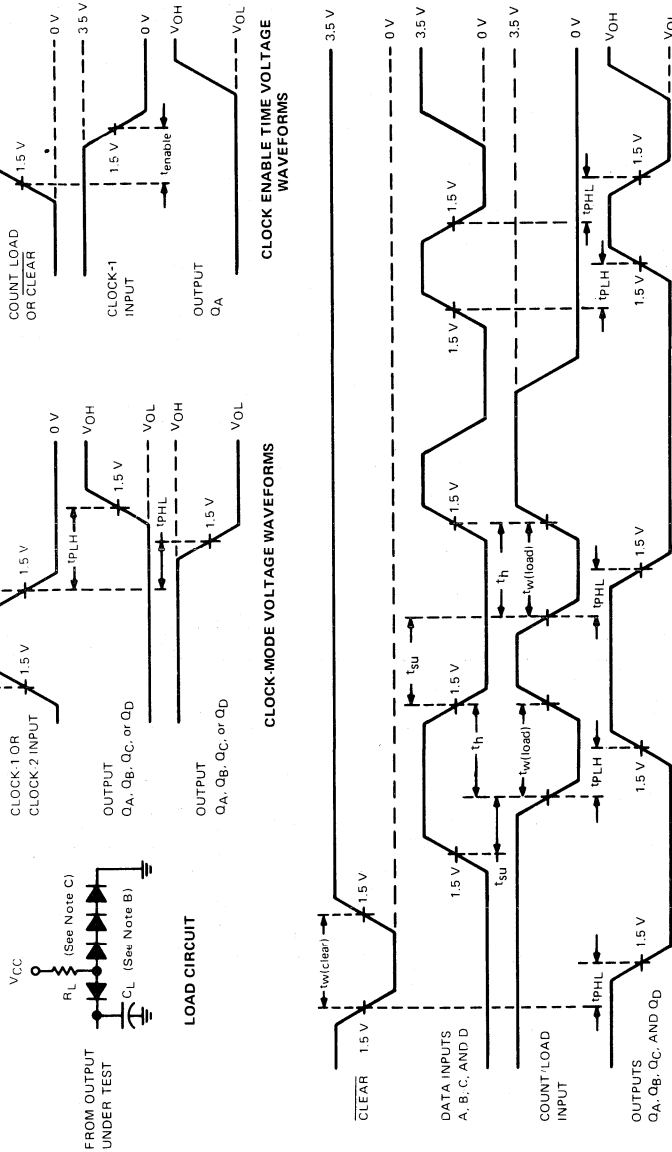 VCC
RL
(See Note C)
FROM OUTPUT
UNDER TEST
CL
(See Note B)
LOAD CIRCUIT
CLOCK-1 OR
CLOCK-2 INPUT
1.5 V
1.5 V
0 V
tPLH
VOH
OUTPUT
QA, QB, QC, or QD
1.5 V
VOL
tPHL
VOH
OUTPUT
QA, QB, QC, or QD
1.5 V
VOL
CLOCK-MODE VOLTAGE WAVEFORMS
COUNT LOAD
OR CLEAR
1.5 V
0 V
3.5 V
CLOCK-1
INPUT
1.5 V
0 V
tenable
VOH
OUTPUT
QA
VOL
CLOCK ENABLE TIME VOLTAGE
WAVEFORMS
tw(clear)
3.5 V
CLEAR
1.5 V
1.5 V
0 V
tsu
3.5 V
DATA INPUTS
A, B, C, AND D
1.5 V
1.5 V
1.5 V
1.5 V
1.5 V
0 V
tsu
th
th
tw(load)
tw(load)
3.5 V
COUNT/LOAD
INPUT
0 V
tPHL
tPLH
tPHL
tPLH
tPHL
VOH
OUTPUTS
QA, QB, QC, AND QD
1.5 V
1.5 V
1.5 V
1.5 V
1.5 V
VOL